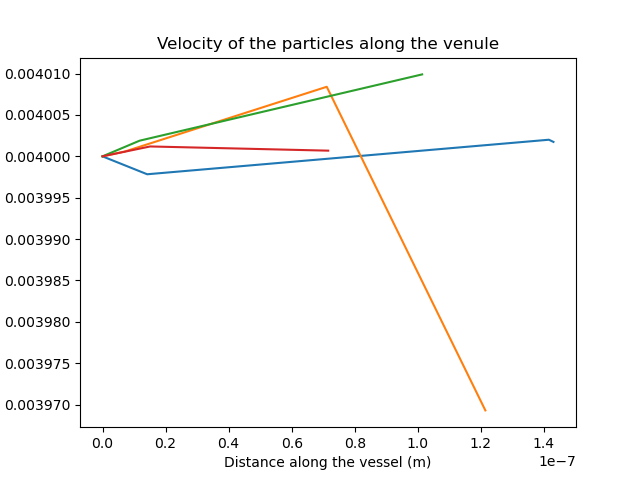 Velocity of the particles along the venule
0.004010
0.004005
0.004000
0.003995
0.003990
0.003985
0.003980
0.003975
0.003970
0.0 0.2 0.4 0.6 0.8 1.0 1.2 1.4
1e−7
Distance along the vessel (m)